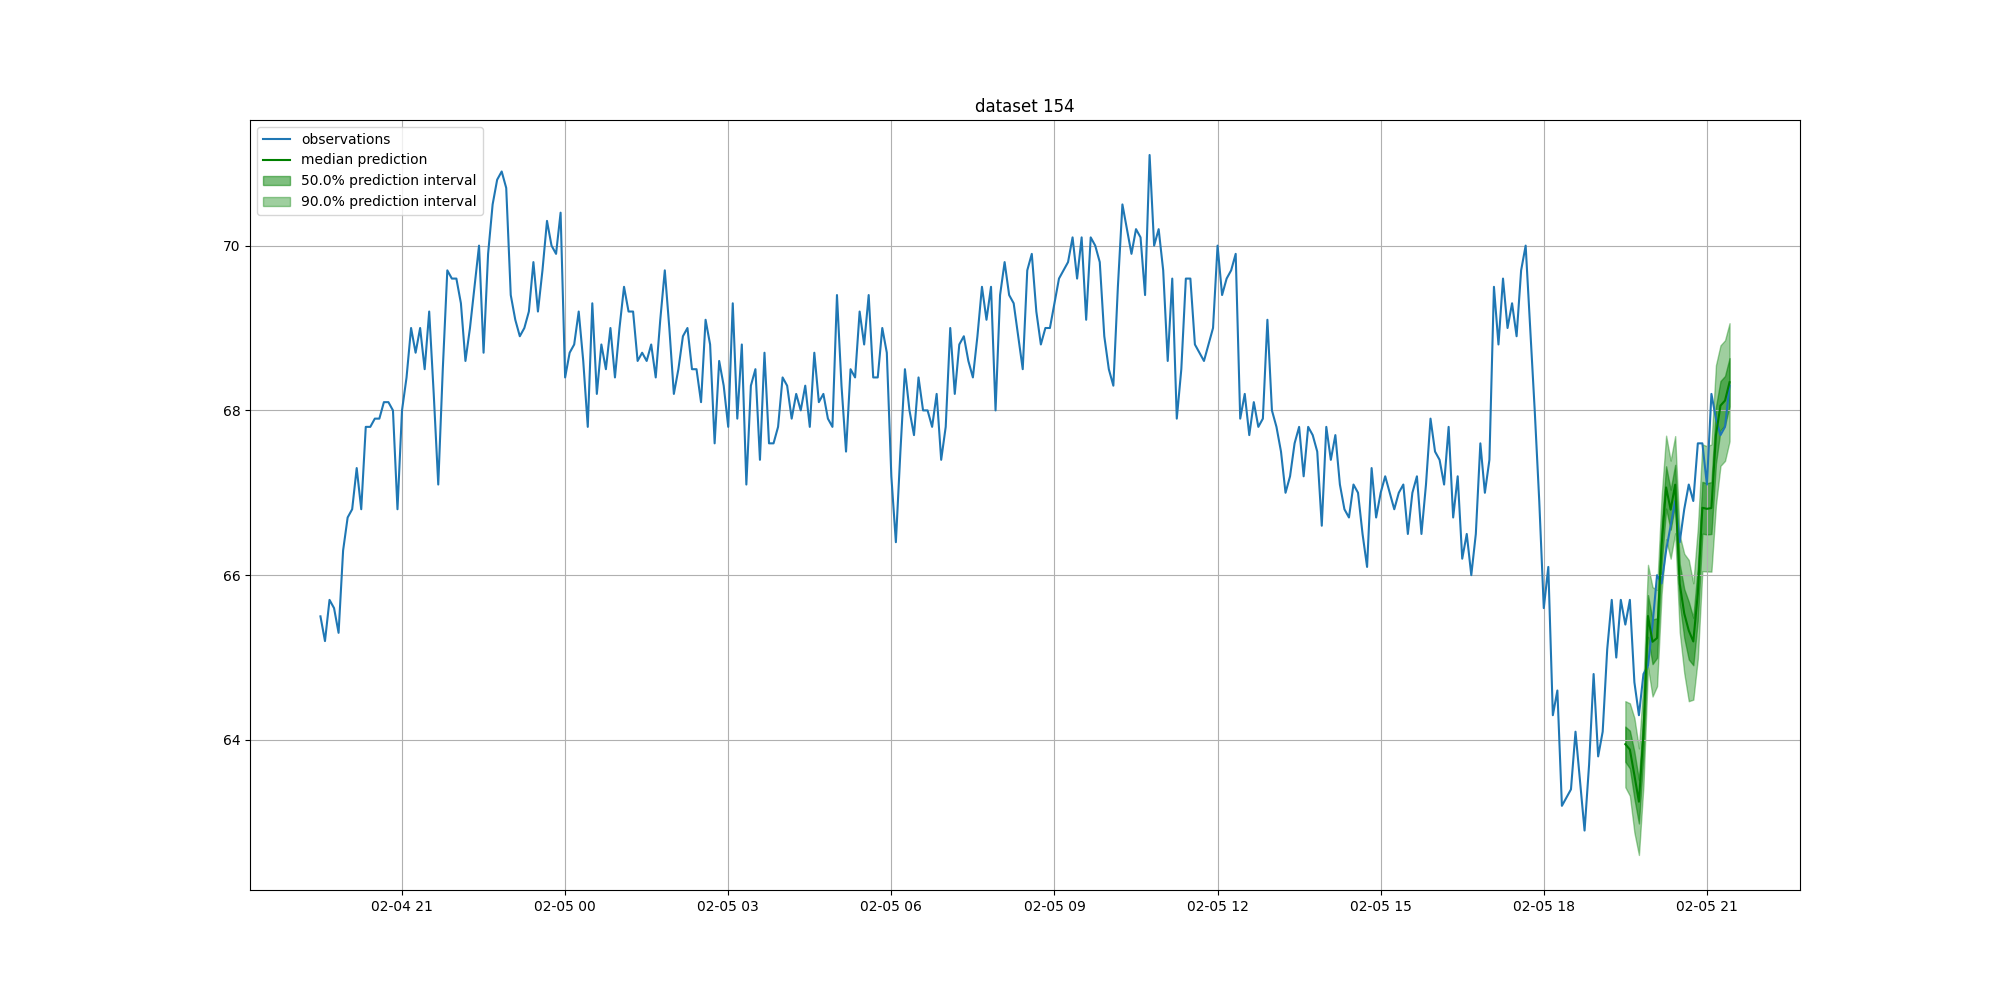 dataset 154
observations
median prediction
50.0% prediction interval
90.0% prediction interval
70
68
66
64
02-04 21
02-05 00
02-05 03
02-05 06
02-05 09
02-05 12
02-05 15
02-05 18
02-05 21